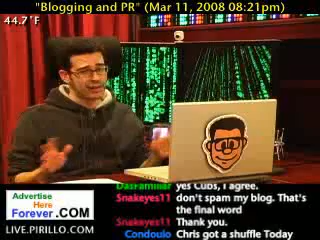 "Blogging and PR" (Mar 11, 2008 08:21pm)
44.7°F
DasFamiliar yes Cubs, I agree.
Snakeyes11 don't spam my blog. That's
the final word
Snakeyes11 Thank you.
Condoulo Chris got a shuffle Today
Advertise
Here
Forever.COM
LIVE.PIRILLO.COM